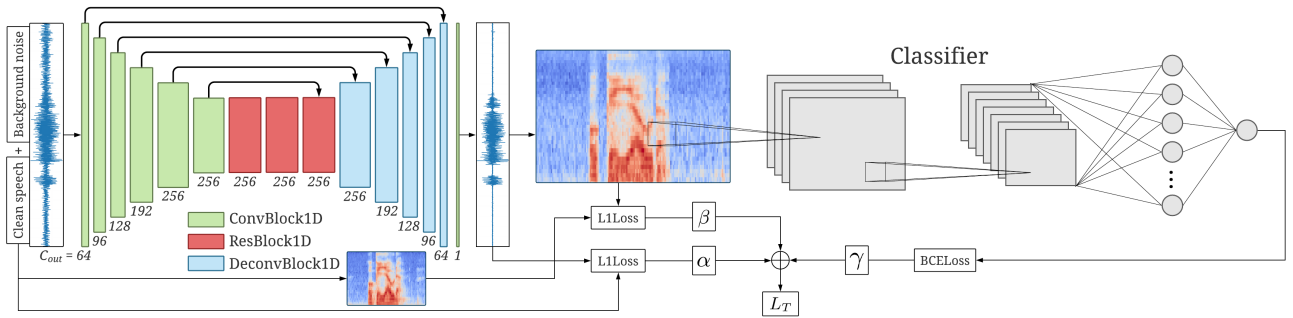 Background noise
+
Clean speech
C_out = 64
96
128
192
256
256
256
256
256
256
192
128
96
64
1
ConvBlock1D
ResBlock1D
DeconvBlock1D
Classifier
L1Loss
β
L1Loss
α
γ
BCELoss
L_T